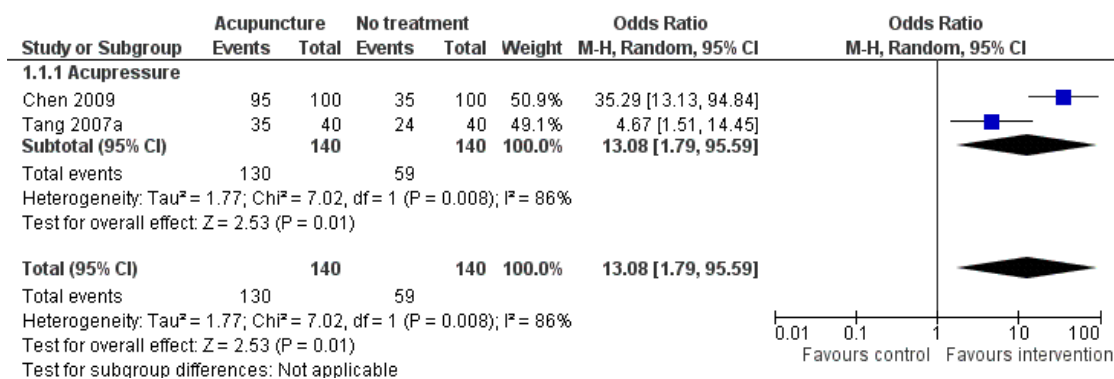 Acupuncture No treatment Odds Ratio Odds Ratio
Study or Subgroup Events Total Events Total Weight M-H, Random, 95% CI M-H, Random, 95% CI
1.1.1 Acupressure
Chen 2009 95 100 35 100 50.9% 35.29 [13.13, 94.84]
Tang 2007a 35 40 24 40 49.1% 4.67 [1.51, 14.45]
Subtotal (95% CI) 140 140 100.0% 13.08 [1.79, 95.59]
Total events 130 59
Heterogeneity: Tau² = 1.77; Chi² = 7.02, df = 1 (P = 0.008); I² = 86%
Test for overall effect: Z = 2.53 (P = 0.01)
Total (95% CI) 140 140 100.0% 13.08 [1.79, 95.59]
Total events 130 59
Heterogeneity: Tau² = 1.77; Chi² = 7.02, df = 1 (P = 0.008); I² = 86%
Test for overall effect: Z = 2.53 (P = 0.01)
Test for subgroup differences: Not applicable
0.01 0.1 1 10 100
Favours control Favours intervention